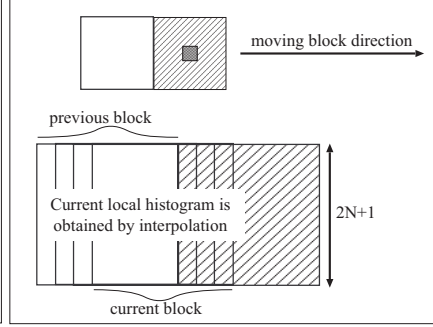 moving block direction
previous block
Current local histogram is
obtained by interpolation
2N+1
current block